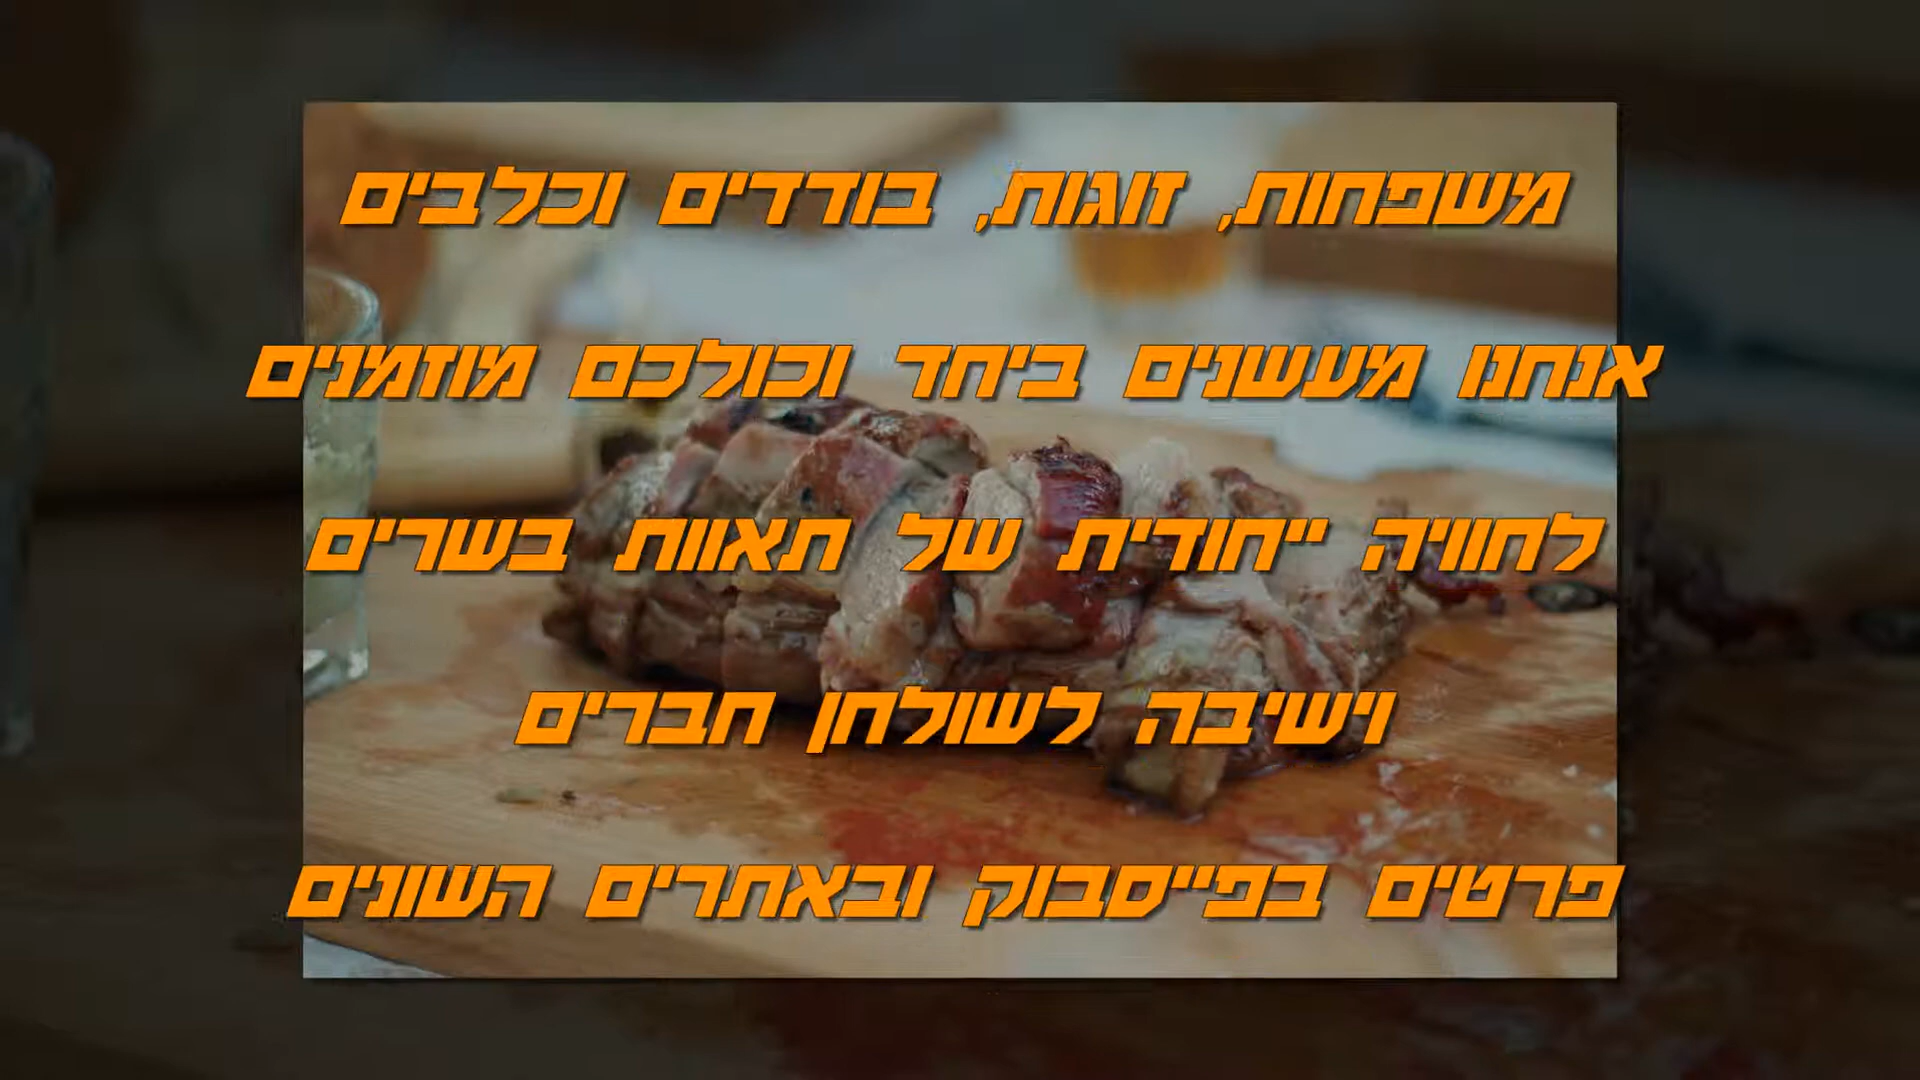 משפחות, זוגות, בודדים וכלבים
אנחנו מעשנים ביחד וכולכם מוזמנים
לחוויה ייחודית של תאוות בשרים
וישיבה לשולחן חברים
פרטים בפייסבוק ובאתרים השונים